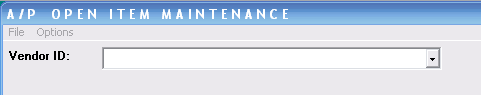 A/P OPEN ITEM MAINTENANCE
File Options
Vendor ID: